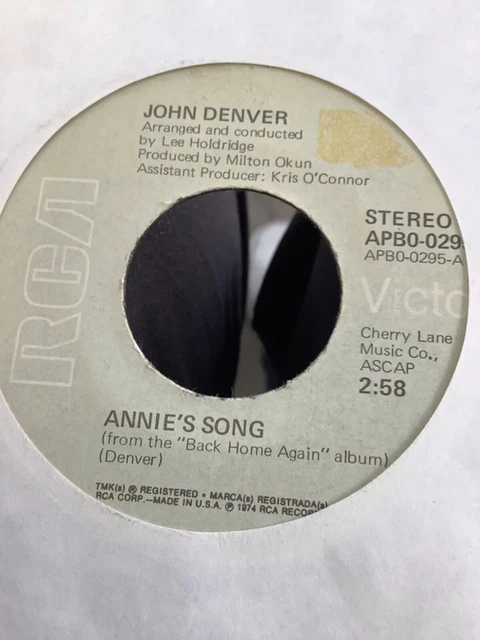 JOHN DENVER
Arranged and conducted
by Lee Holdridge
Produced by Milton Okun
Assistant Producer: Kris O'Connor
RCA
STEREO
APB0-029
APB0-0295-A
Victo
Cherry Lane
Music Co.,
ASCAP
2:58
ANNIE'S SONG
(from the "Back Home Again" album)
(Denver)
TMK(s) ® REGISTERED • MARCA(s) REGISTRADA(s)
RCA CORP.—MADE IN U.S.A. ℗ 1974 RCA RECOR